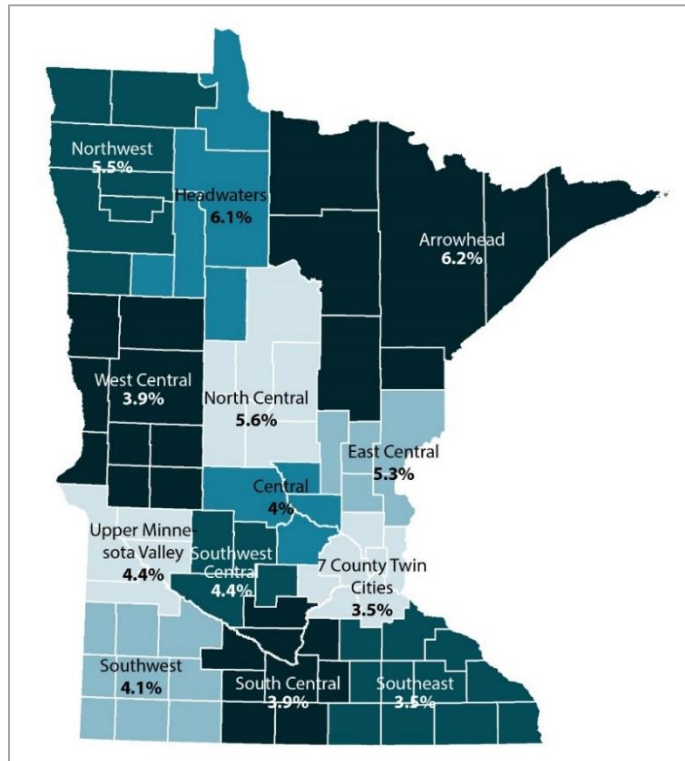 Northwest
5.5%
Headwaters
6.1%
Arrowhead
6.2%
West Central
3.9%
North Central
5.6%
East Central
5.3%
Central
4%
Upper Minne-
sota Valley
4.4%
Southwest
Central
4.4%
7 County Twin
Cities
3.5%
Southwest
4.1%
South Central
3.9%
Southeast
3.5%